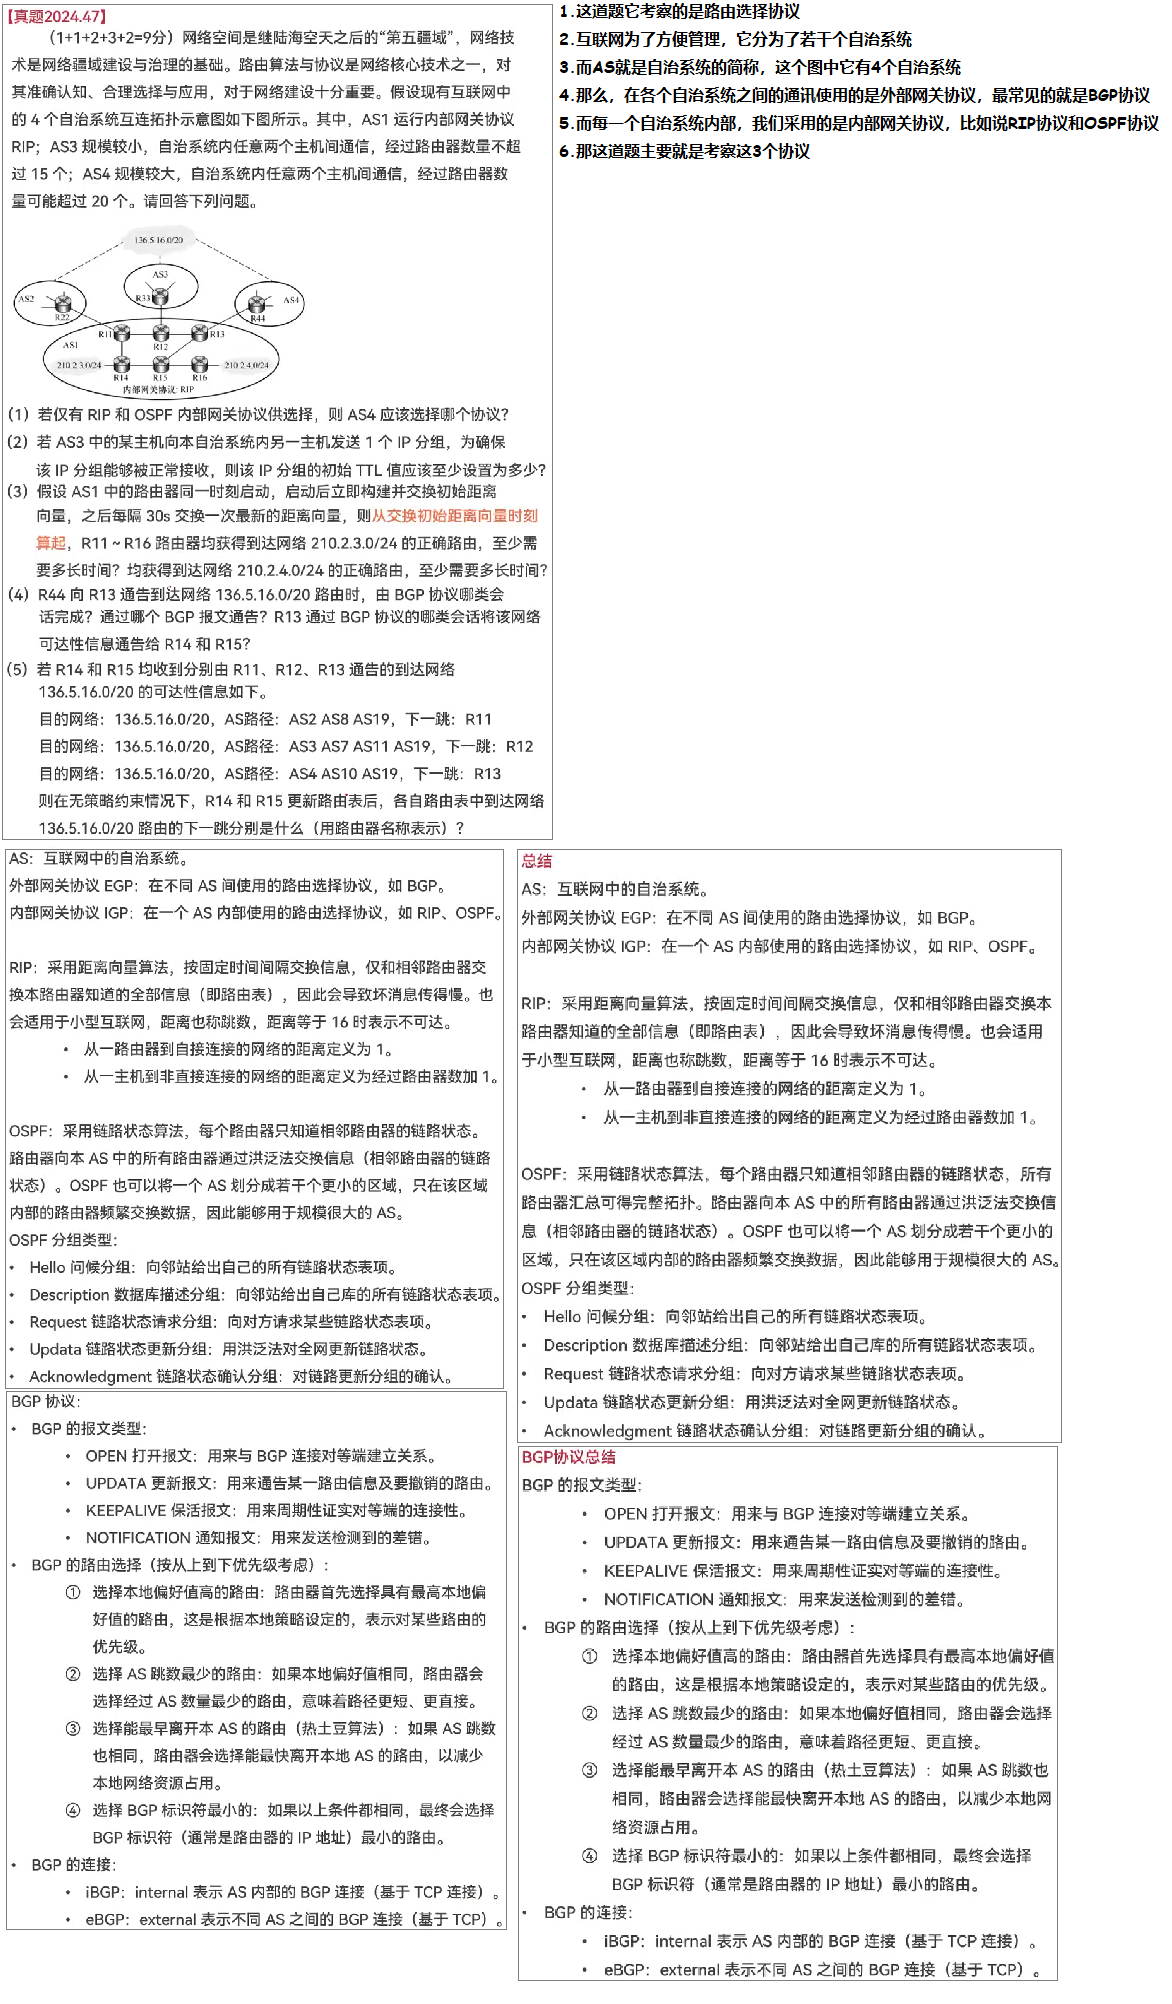 【真题2024.47】
（1+1+2+3+2=9分）网络空间是继陆海空天之后的“第五疆域”，网络技
术是网络疆域建设与治理的基础。路由算法与协议是网络核心技术之一，对
其准确认知、合理选择与应用，对于网络建设十分重要。假设现有互联网中
的 4 个自治系统互连拓扑示意图如下图所示。其中，AS1 运行内部网关协议
RIP；AS3 规模较小，自治系统内任意两个主机间通信，经过路由器数量不超
过 15 个；AS4 规模较大，自治系统内任意两个主机间通信，经过路由器数
量可能超过 20 个。请回答下列问题。
136.5.16.0/20
AS3
AS2
R33
AS4
R22
R44
R11
R12
R13
AS1
210.2.3.0/24
210.2.4.0/24
R14
R15
R16
内部网关协议: RIP
（1）若仅有 RIP 和 OSPF 内部网关协议供选择，则 AS4 应该选择哪个协议？
（2）若 AS3 中的某主机向本自治系统内另一主机发送 1 个 IP 分组，为确保
该 IP 分组能够被正常接收，则该 IP 分组的初始 TTL 值应该至少设置为多少？
（3）假设 AS1 中的路由器同一时刻启动，启动后立即构建并交换初始距离
向量，之后每隔 30s 交换一次最新的距离向量，则从交换初始距离向量时刻
算起，R11 ~ R16 路由器均获得到达网络 210.2.3.0/24 的正确路由，至少需
要多长时间？均获得到达网络 210.2.4.0/24 的正确路由，至少需要多长时间？
（4）R44 向 R13 通告到达网络 136.5.16.0/20 路由时，由 BGP 协议哪类会
话完成？通过哪个 BGP 报文通告？R13 通过 BGP 协议的哪类会话将该网络
可达性信息通告给 R14 和 R15？
（5）若 R14 和 R15 均收到分别由 R11、R12、R13 通告的到达网络
136.5.16.0/20 的可达性信息如下。
目的网络：136.5.16.0/20，AS路径：AS2 AS8 AS19，下一跳：R11
目的网络：136.5.16.0/20，AS路径：AS3 AS7 AS11 AS19，下一跳：R12
目的网络：136.5.16.0/20，AS路径：AS4 AS10 AS19，下一跳：R13
则在无策略约束情况下，R14 和 R15 更新路由表后，各自路由表中到达网络
136.5.16.0/20 路由的下一跳分别是什么（用路由器名称表示）？
1.这道题它考察的是路由选择协议
2.互联网为了方便管理，它分为了若干个自治系统
3.而AS就是自治系统的简称，这个图中它有4个自治系统
4.那么，在各个自治系统之间的通讯使用的是外部网关协议，最常见的就是BGP协议
5.而每一个自治系统内部，我们采用的是内部网关协议，比如说RIP协议和OSPF协议
6.那这道题主要就是考察这3个协议
AS：互联网中的自治系统。
外部网关协议 EGP：在不同 AS 间使用的路由选择协议，如 BGP。
内部网关协议 IGP：在一个 AS 内部使用的路由选择协议，如 RIP、OSPF。
RIP：采用距离向量算法，按固定时间间隔交换信息，仅和相邻路由器交
换本路由器知道的全部信息（即路由表），因此会导致坏消息传得慢。也
会适用于小型互联网，距离也称跳数，距离等于 16 时表示不可达。
• 从一路由器到自接连接的网络的距离定义为 1。
• 从一主机到非直接连接的网络的距离定义为经过路由器数加 1。
OSPF：采用链路状态算法，每个路由器只知道相邻路由器的链路状态。
路由器向本 AS 中的所有路由器通过洪泛法交换信息（相邻路由器的链路
状态）。OSPF 也可以将一个 AS 划分成若干个更小的区域，只在该区域
内部的路由器频繁交换数据，因此能够用于规模很大的 AS。
OSPF 分组类型：
• Hello 问候分组：向邻站给出自己的所有链路状态表项。
• Description 数据库描述分组：向邻站给出自己库的所有链路状态表项。
• Request 链路状态请求分组：向对方请求某些链路状态表项。
• Updata 链路状态更新分组：用洪泛法对全网更新链路状态。
• Acknowledgment 链路状态确认分组：对链路更新分组的确认。
BGP 协议：
• BGP 的报文类型：
• OPEN 打开报文：用来与 BGP 连接对等端建立关系。
• UPDATA 更新报文：用来通告某一路由信息及要撤销的路由。
• KEEPALIVE 保活报文：用来周期性证实对等端的连接性。
• NOTIFICATION 通知报文：用来发送检测到的差错。
• BGP 的路由选择（按从上到下优先级考虑）：
① 选择本地偏好值高的路由：路由器首先选择具有最高本地偏
好值的路由，这是根据本地策略设定的，表示对某些路由的
优先级。
② 选择 AS 跳数最少的路由：如果本地偏好值相同，路由器会
选择经过 AS 数量最少的路由，意味着路径更短、更直接。
③ 选择能最早离开本 AS 的路由（热土豆算法）：如果 AS 跳数
也相同，路由器会选择能最快离开本地 AS 的路由，以减少
本地网络资源占用。
④ 选择 BGP 标识符最小的：如果以上条件都相同，最终会选择
BGP 标识符（通常是路由器的 IP 地址）最小的路由。
• BGP 的连接：
• iBGP：internal 表示 AS 内部的 BGP 连接（基于 TCP 连接）。
• eBGP：external 表示不同 AS 之间的 BGP 连接（基于 TCP）。
总结
AS：互联网中的自治系统。
外部网关协议 EGP：在不同 AS 间使用的路由选择协议，如 BGP。
内部网关协议 IGP：在一个 AS 内部使用的路由选择协议，如 RIP、OSPF。
RIP：采用距离向量算法，按固定时间间隔交换信息，仅和相邻路由器交换本
路由器知道的全部信息（即路由表），因此会导致坏消息传得慢。也会适用
于小型互联网，距离也称跳数，距离等于 16 时表示不可达。
• 从一路由器到自接连接的网络的距离定义为 1。
• 从一主机到非直接连接的网络的距离定义为经过路由器数加 1。
OSPF：采用链路状态算法，每个路由器只知道相邻路由器的链路状态，所有
路由器汇总可得完整拓扑。路由器向本 AS 中的所有路由器通过洪泛法交换信
息（相邻路由器的链路状态）。OSPF 也可以将一个 AS 划分成若干个更小的
区域，只在该区域内部的路由器频繁交换数据，因此能够用于规模很大的 AS。
OSPF 分组类型：
• Hello 问候分组：向邻站给出自己的所有链路状态表项。
• Description 数据库描述分组：向邻站给出自己库的所有链路状态表项。
• Request 链路状态请求分组：向对方请求某些链路状态表项。
• Updata 链路状态更新分组：用洪泛法对全网更新链路状态。
• Acknowledgment 链路状态确认分组：对链路更新分组的确认。
BGP协议总结
BGP 的报文类型：
• OPEN 打开报文：用来与 BGP 连接对等端建立关系。
• UPDATA 更新报文：用来通告某一路由信息及要撤销的路由。
• KEEPALIVE 保活报文：用来周期性证实对等端的连接性。
• NOTIFICATION 通知报文：用来发送检测到的差错。
• BGP 的路由选择（按从上到下优先级考虑）：
① 选择本地偏好值高的路由：路由器首先选择具有最高本地偏好值
的路由，这是根据本地策略设定的，表示对某些路由的优先级。
② 选择 AS 跳数最少的路由：如果本地偏好值相同，路由器会选择
经过 AS 数量最少的路由，意味着路径更短、更直接。
③ 选择能最早离开本 AS 的路由（热土豆算法）：如果 AS 跳数也
相同，路由器会选择能最快离开本地 AS 的路由，以减少本地网
络资源占用。
④ 选择 BGP 标识符最小的：如果以上条件都相同，最终会选择
BGP 标识符（通常是路由器的 IP 地址）最小的路由。
• BGP 的连接：
• iBGP：internal 表示 AS 内部的 BGP 连接（基于 TCP 连接）。
• eBGP：external 表示不同 AS 之间的 BGP 连接（基于 TCP）。